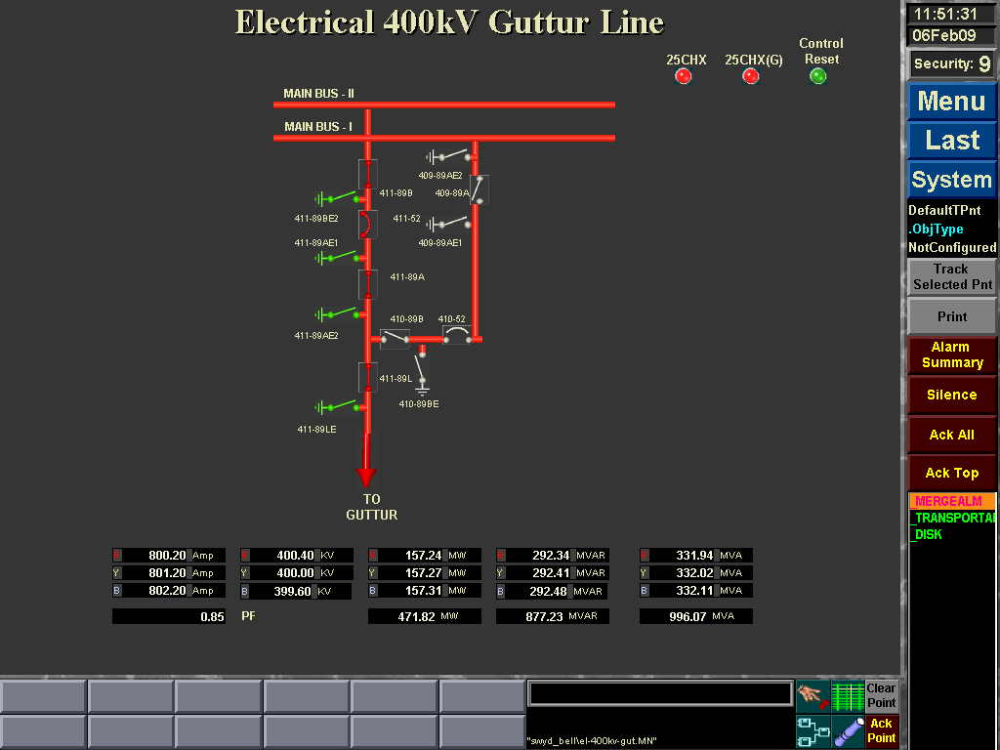 Electrical 400kV Guttur Line
25CHX
25CHX(G)
Control
Reset
MAIN BUS - II
MAIN BUS - I
409-89AE2
411-89B
409-89A
411-89BE2
411-52
411-89AE1
409-89AE1
411-89A
410-89B
410-52
411-89AE2
411-89L
410-89BE
411-89LE
TO
GUTTUR
R 800.20 Amp
R 400.40 KV
R 157.24 MW
R 292.34 MVAR
R 331.94 MVA
Y 801.20 Amp
Y 400.00 KV
Y 157.27 MW
Y 292.41 MVAR
Y 332.02 MVA
B 802.20 Amp
B 399.60 KV
B 157.31 MW
B 292.48 MVAR
B 332.11 MVA
0.85 PF
471.82 MW
877.23 MVAR
996.07 MVA
11:51:31
06Feb09
Security: 9
Menu
Last
System
DefaultTPnt
.ObjType
NotConfigured
Track
Selected Pnt
Print
Alarm
Summary
Silence
Ack All
Ack Top
_MERGEALM
_TRANSPORTAI
_DISK
Clear
Point
Ack
Point
"swyd_bell\el-400kv-gut.MN"